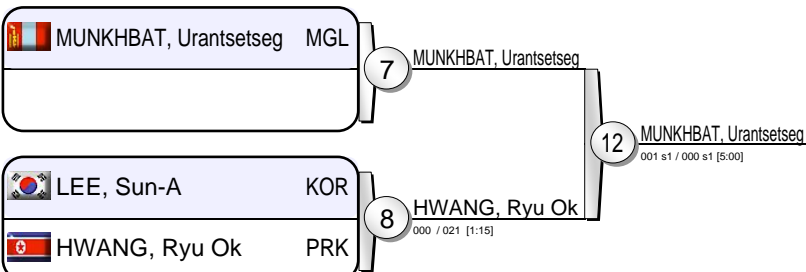 MUNKHBAT, Urantsetseg MGL
7
MUNKHBAT, Urantsetseg
12
MUNKHBAT, Urantsetseg
001 s1 / 000 s1 [5:00]
LEE, Sun-A KOR
8
HWANG, Ryu Ok
000 / 021 [1:15]
HWANG, Ryu Ok PRK